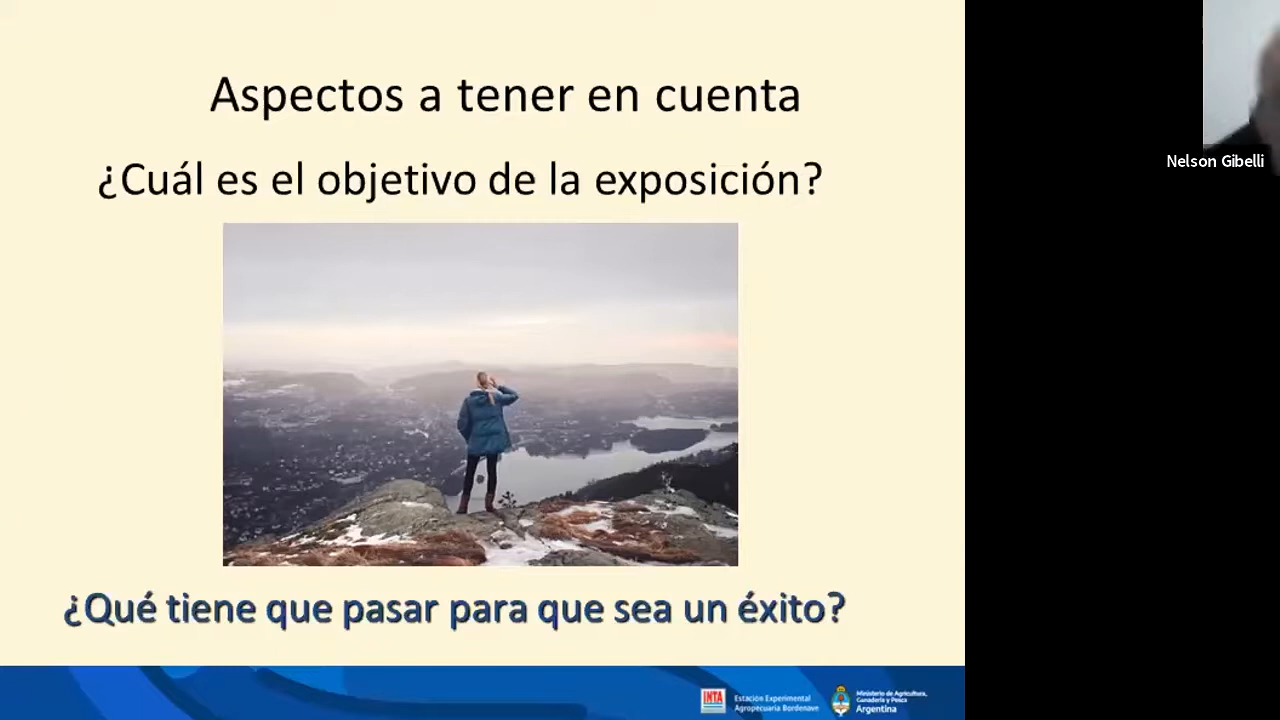 Aspectos a tener en cuenta
¿Cuál es el objetivo de la exposición?
¿Qué tiene que pasar para que sea un éxito?
Nelson Gibelli
INTA
Estación Experimental
Agropecuaria Bordenave
Ministerio de Agricultura,
Ganadería y Pesca
Argentina